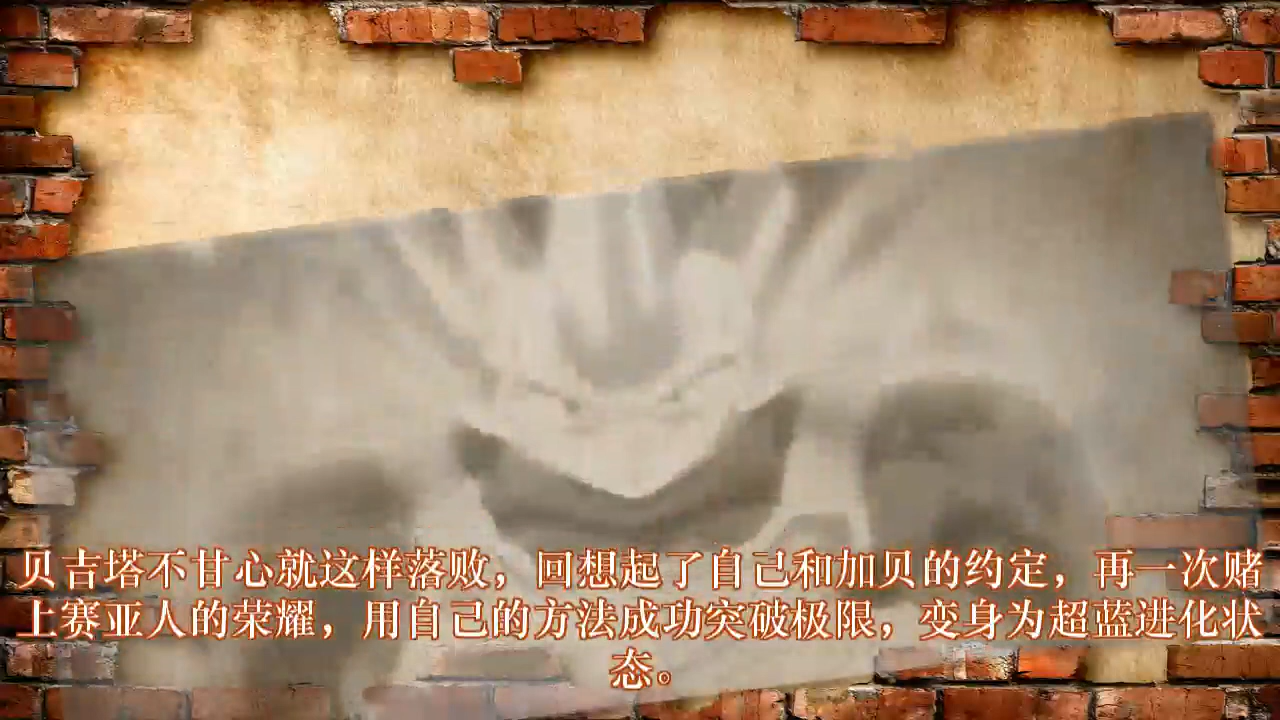 贝吉塔不甘心就这样落败，回想起了自己和加贝的约定，再一次赌
上赛亚人的荣耀，用自己的方法成功突破极限，变身为超蓝进化状
态。